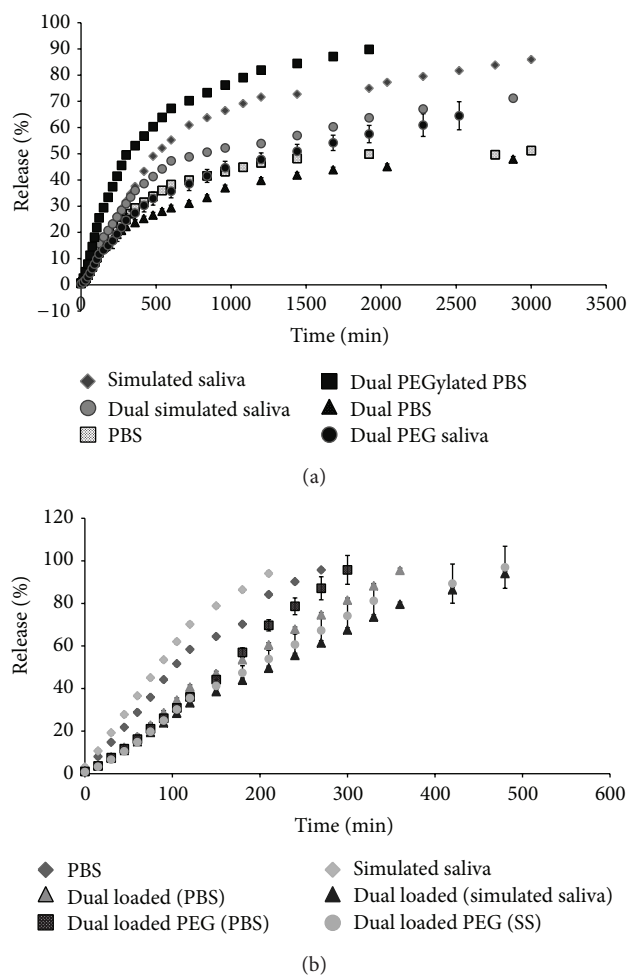 100
90
80
70
60
50
40
30
20
10
0
−10
Release (%)
0 500 1000 1500 2000 2500 3000 3500
Time (min)
Simulated saliva
Dual simulated saliva
PBS
Dual PEGylated PBS
Dual PBS
Dual PEG saliva
(a)
120
100
80
60
40
20
0
Release (%)
0 100 200 300 400 500 600
Time (min)
PBS
Dual loaded (PBS)
Dual loaded PEG (PBS)
Simulated saliva
Dual loaded (simulated saliva)
Dual loaded PEG (SS)
(b)